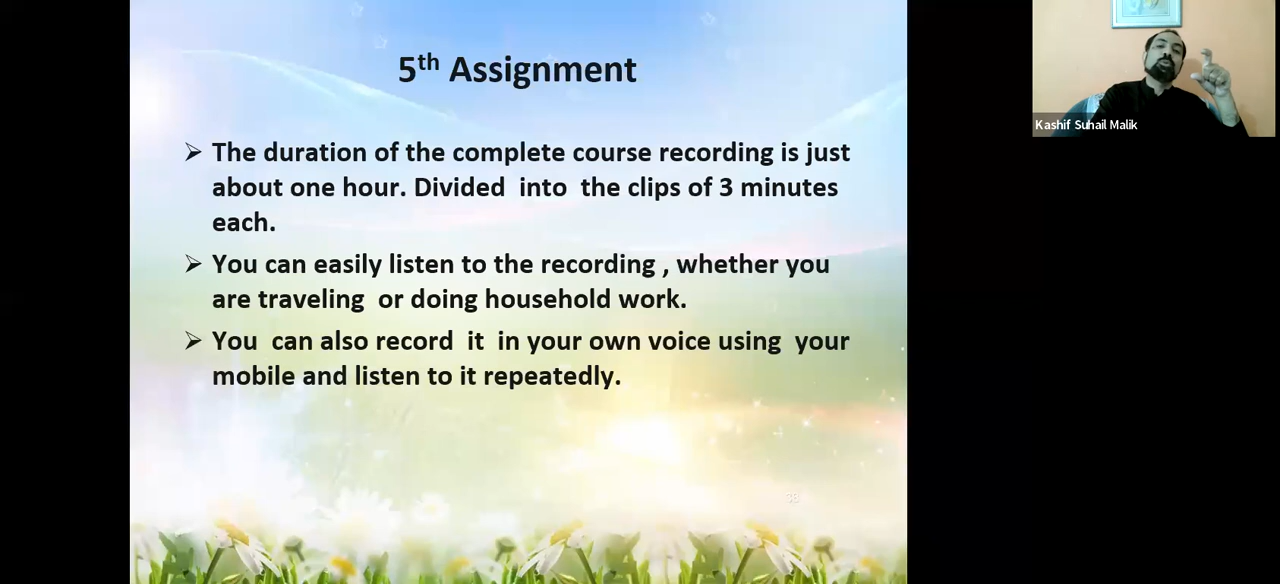 5th Assignment
➢ The duration of the complete course recording is just
about one hour. Divided into the clips of 3 minutes
each.
➢ You can easily listen to the recording , whether you
are traveling or doing household work.
➢ You can also record it in your own voice using your
mobile and listen to it repeatedly.
38
Kashif Suhail Malik